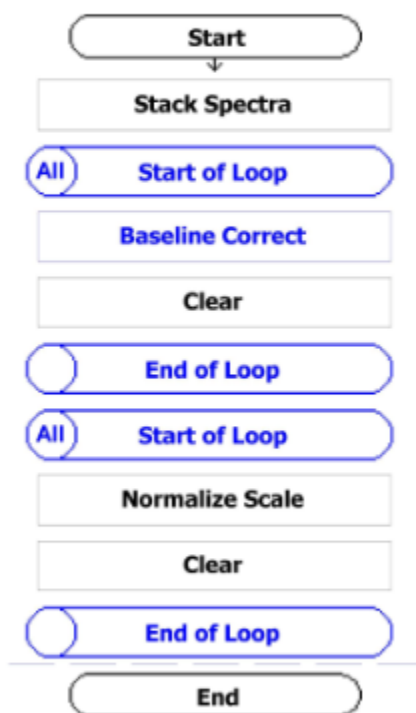 Start
Stack Spectra
All Start of Loop
Baseline Correct
Clear
End of Loop
All Start of Loop
Normalize Scale
Clear
End of Loop
End